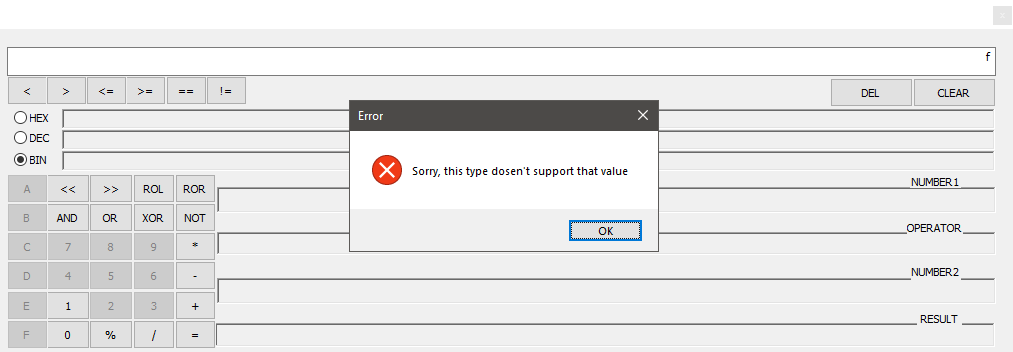 f
< > <= >= == !=
DEL CLEAR
Error
HEX
DEC
BIN
Sorry, this type dosen't support that value
OK
A << >> ROL ROR
NUMBER1
B AND OR XOR NOT
OPERATOR
C 7 8 9 *
D 4 5 6 -
NUMBER2
E 1 2 3 +
RESULT
F 0 % / =